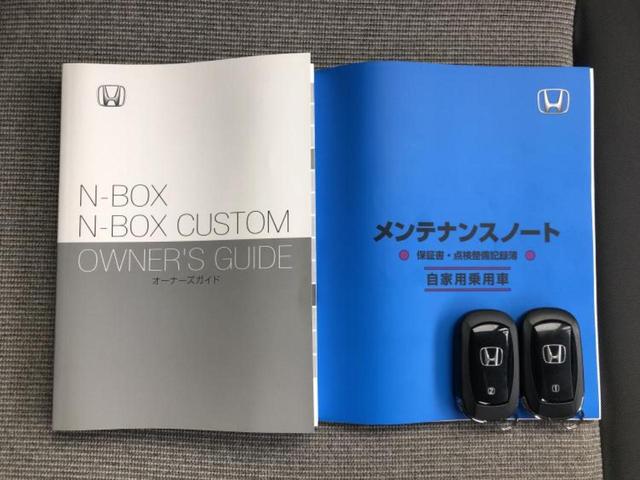 N-BOX
N-BOX CUSTOM
OWNER'S GUIDE
オーナーズガイド
メンテナンスノート
保証書・点検整備記録簿
自家用乗用車
②
①